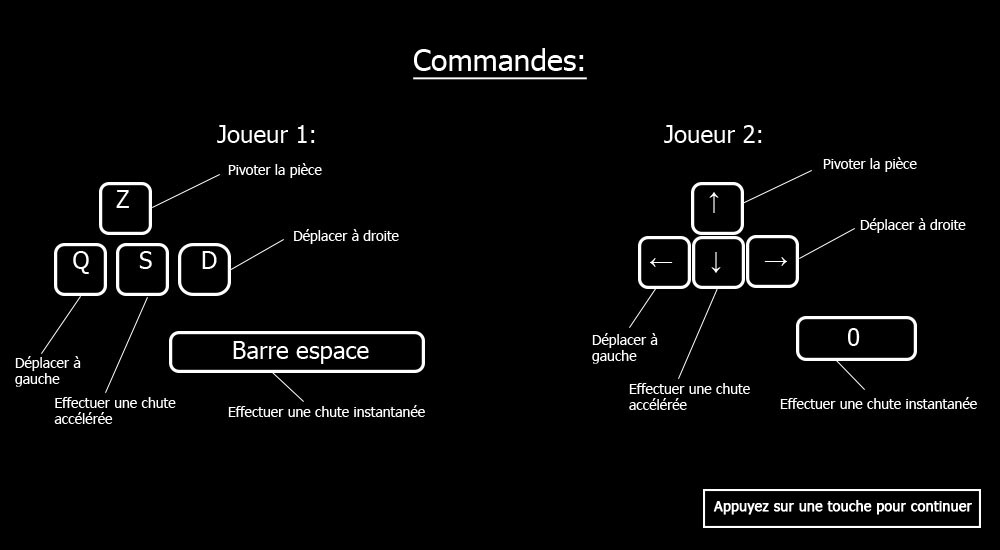 Commandes:
Joueur 1:
Pivoter la pièce
Z
Déplacer à droite
Q
S
D
Déplacer à
gauche
Effectuer une chute
accélérée
Barre espace
Effectuer une chute instantanée
Joueur 2:
Pivoter la pièce
↑
Déplacer à droite
←
↓
→
Déplacer à
gauche
Effectuer une chute
accélérée
0
Effectuer une chute instantanée
Appuyez sur une touche pour continuer